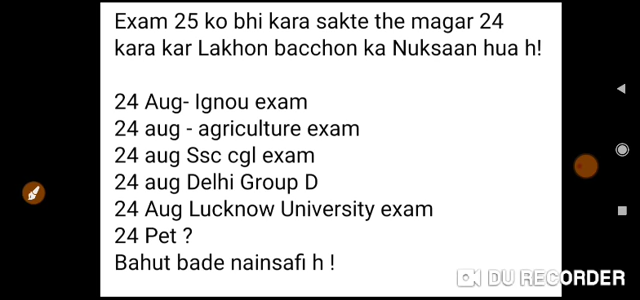 Exam 25 ko bhi kara sakte the magar 24
kara kar Lakhon bacchon ka Nuksaan hua h!
24 Aug- Ignou exam
24 aug - agriculture exam
24 aug Ssc cgl exam
24 aug Delhi Group D
24 Aug Lucknow University exam
24 Pet ?
Bahut bade nainsafi h !
DU RECORDER